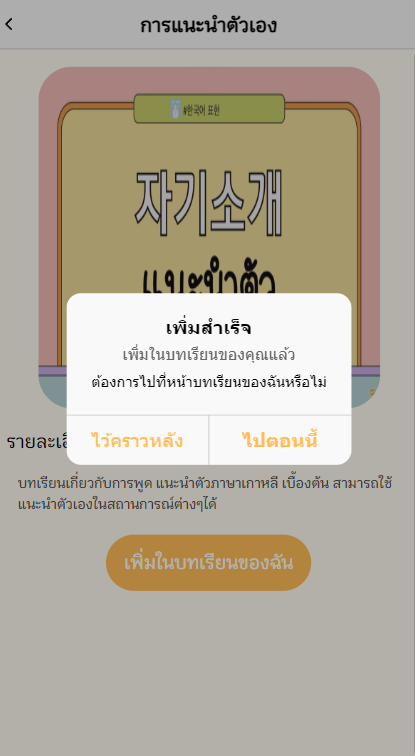 การแนะนำตัวเอง
#한국어 표현
자기소개
แนะนำตัว
เพิ่มสำเร็จ
เพิ่มในบทเรียนของคุณแล้ว
ต้องการไปที่หน้าบทเรียนของฉันหรือไม่
ไว้คราวหลัง
ไปตอนนี้
บทเรียนเกี่ยวกับการพูด แนะนำตัวภาษาเกาหลี เบื้องต้น สามารถใช้
แนะนำตัวเองในสถานการณ์ต่างๆได้
เพิ่มในบทเรียนของฉัน